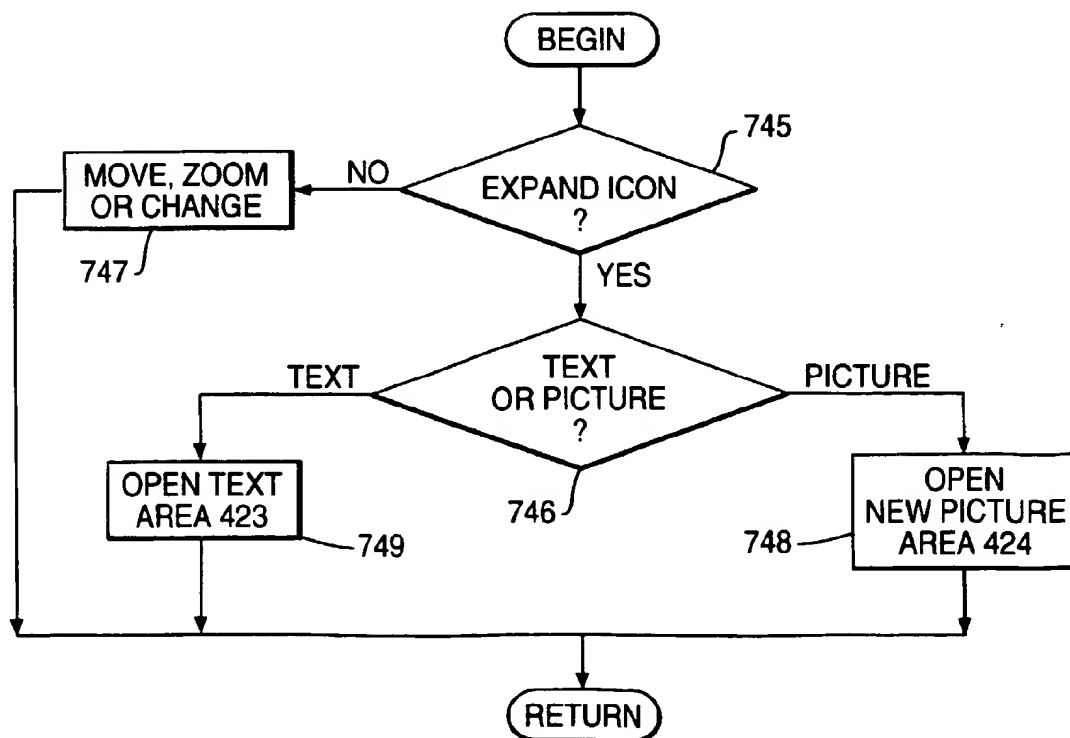 BEGIN
745
EXPAND ICON
?
NO
MOVE, ZOOM
OR CHANGE
747
YES
TEXT
OR PICTURE
?
TEXT
PICTURE
746
OPEN TEXT
AREA 423
749
OPEN
NEW PICTURE
AREA 424
748
RETURN